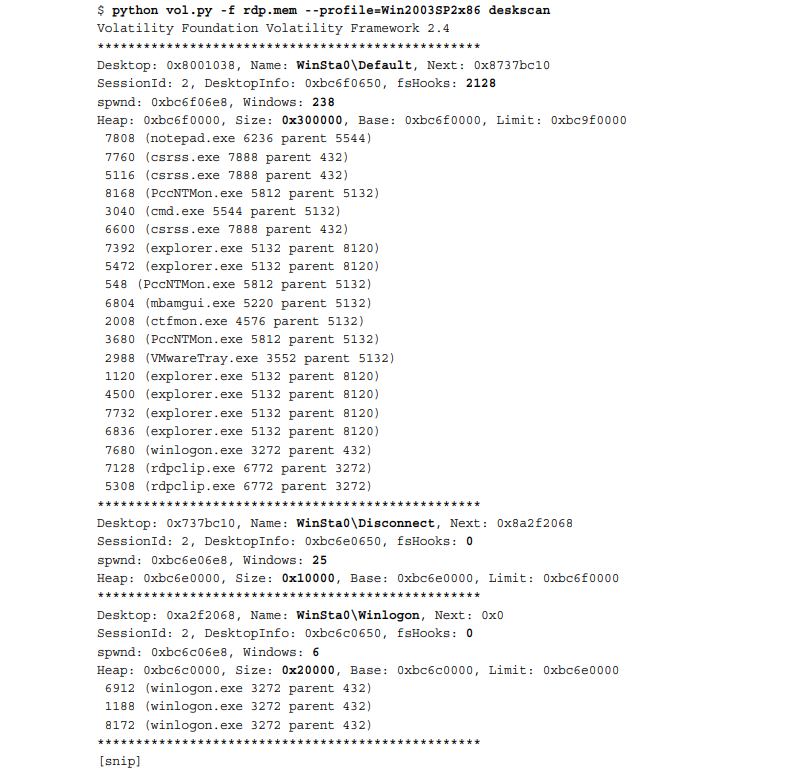 $ python vol.py -f rdp.mem --profile=Win2003SP2x86 deskscan
Volatility Foundation Volatility Framework 2.4
**************************************************
Desktop: 0x8001038, Name: WinSta0\Default, Next: 0x8737bc10
SessionId: 2, DesktopInfo: 0xbc6f0650, fsHooks: 2128
spwnd: 0xbc6f06e8, Windows: 238
Heap: 0xbc6f0000, Size: 0x300000, Base: 0xbc6f0000, Limit: 0xbc9f0000
7808 (notepad.exe 6236 parent 5544)
7760 (csrss.exe 7888 parent 432)
5116 (csrss.exe 7888 parent 432)
8168 (PccNTMon.exe 5812 parent 5132)
3040 (cmd.exe 5544 parent 5132)
6600 (csrss.exe 7888 parent 432)
7392 (explorer.exe 5132 parent 8120)
5472 (explorer.exe 5132 parent 8120)
548 (PccNTMon.exe 5812 parent 5132)
6804 (mbamgui.exe 5220 parent 5132)
2008 (ctfmon.exe 4576 parent 5132)
3680 (PccNTMon.exe 5812 parent 5132)
2988 (VMwareTray.exe 3552 parent 5132)
1120 (explorer.exe 5132 parent 8120)
4500 (explorer.exe 5132 parent 8120)
7732 (explorer.exe 5132 parent 8120)
6836 (explorer.exe 5132 parent 8120)
7680 (winlogon.exe 3272 parent 432)
7128 (rdpclip.exe 6772 parent 3272)
5308 (rdpclip.exe 6772 parent 3272)
**************************************************
Desktop: 0x737bc10, Name: WinSta0\Disconnect, Next: 0x8a2f2068
SessionId: 2, DesktopInfo: 0xbc6e0650, fsHooks: 0
spwnd: 0xbc6e06e8, Windows: 25
Heap: 0xbc6e0000, Size: 0x10000, Base: 0xbc6e0000, Limit: 0xbc6f0000
**************************************************
Desktop: 0xa2f2068, Name: WinSta0\Winlogon, Next: 0x0
SessionId: 2, DesktopInfo: 0xbc6c0650, fsHooks: 0
spwnd: 0xbc6c06e8, Windows: 6
Heap: 0xbc6c0000, Size: 0x20000, Base: 0xbc6c0000, Limit: 0xbc6e0000
6912 (winlogon.exe 3272 parent 432)
1188 (winlogon.exe 3272 parent 432)
8172 (winlogon.exe 3272 parent 432)
**************************************************
[snip]